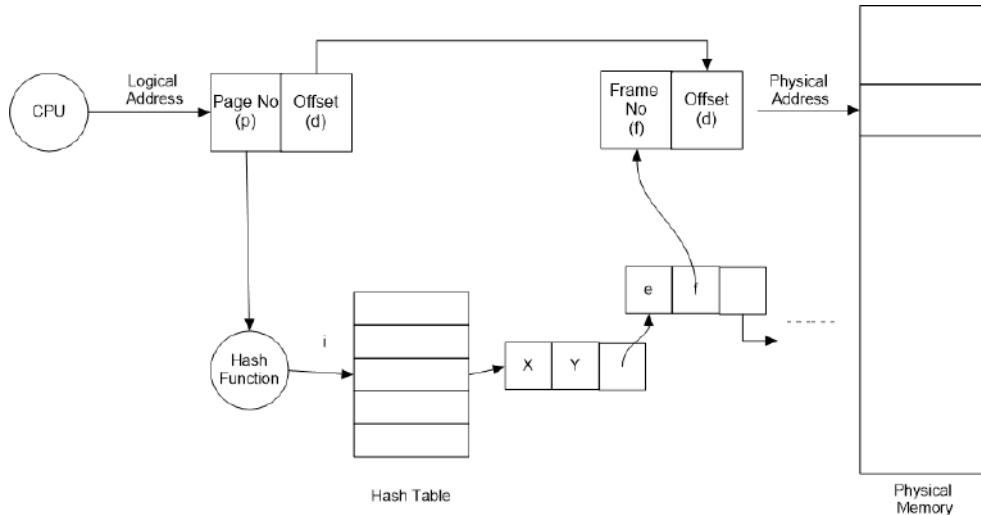 CPU
Logical
Address
Page No
(p)
Offset
(d)
Frame
No
(f)
Offset
(d)
Physical
Address
e
f
i
Hash
Function
X
Y
Hash Table
Physical
Memory